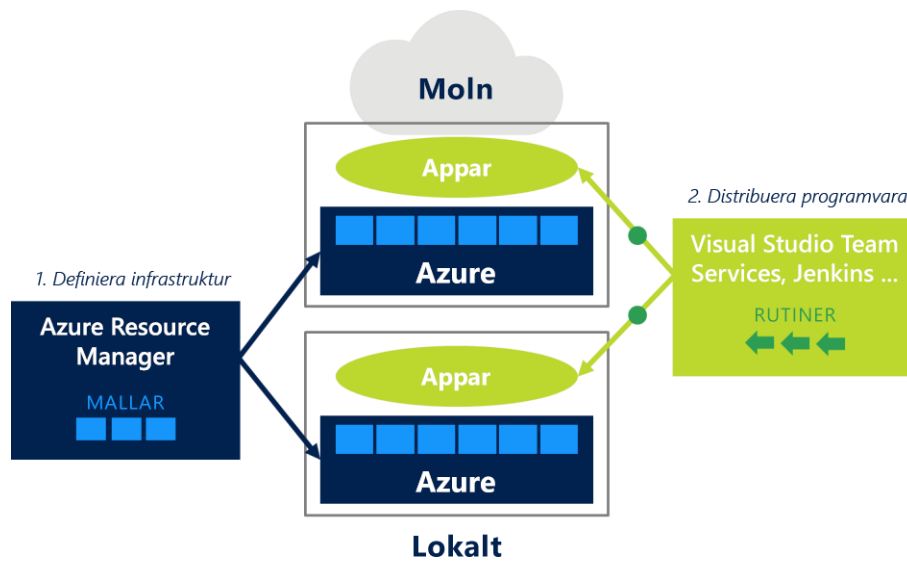 Moln
Appar
Azure
2. Distribuera programvara
Visual Studio Team
Services, Jenkins ...
RUTINER
1. Definiera infrastruktur
Azure Resource
Manager
MALLAR
Appar
Azure
Lokalt